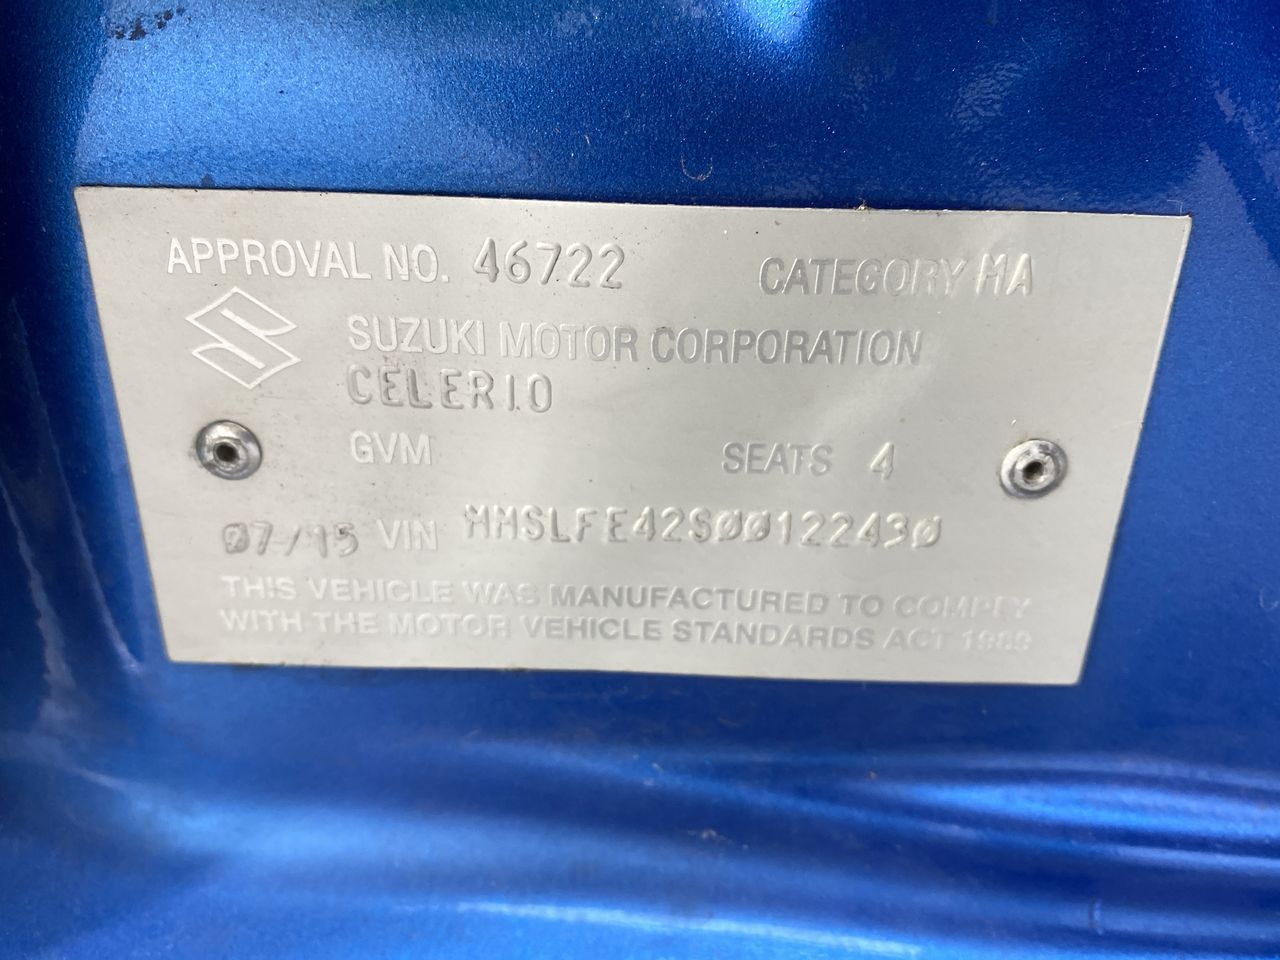 APPROVAL NO. 46722 CATEGORY MA
SUZUKI MOTOR CORPORATION
CELERIO
GVM SEATS 4
07/15 VIN MMSLFE42S00122430
THIS VEHICLE WAS MANUFACTURED TO COMPLY
WITH THE MOTOR VEHICLE STANDARDS ACT 1989